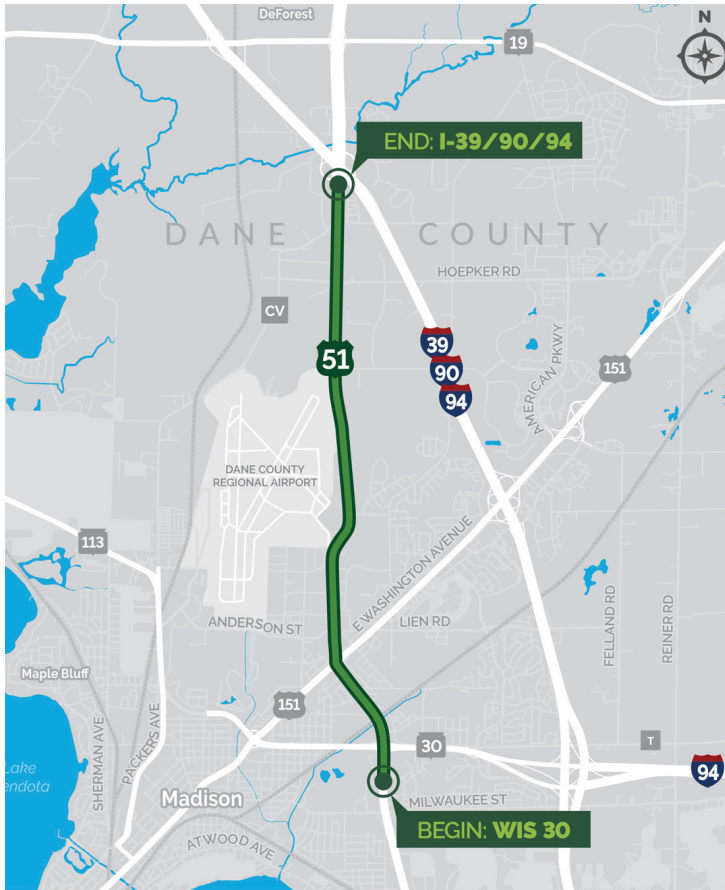 DeForest
N
19
END: I-39/90/94
DANE COUNTY
HOEPKER RD
CV
39
51
90
151
94
AMERICAN PKWY
DANE COUNTY
REGIONAL AIRPORT
113
E WASHINGTON AVENUE
ANDERSON ST
LIEN RD
FELLAND RD
REINER RD
Maple Bluff
151
SHERMAN AVE
PACKERS AVE
30
T
94
Lake
endota
Madison
MILWAUKEE ST
BEGIN: WIS 30
ATWOOD AVE